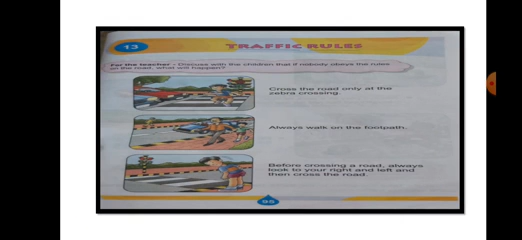 13
TRAFFIC RULES
For the teacher - Discuss with the children that if nobody obeys the rules
on the road, what will happen?
Cross the road only at the
zebra crossing.
Always walk on the footpath.
Before crossing a road, always
look to your right and left and
then cross the road.
95